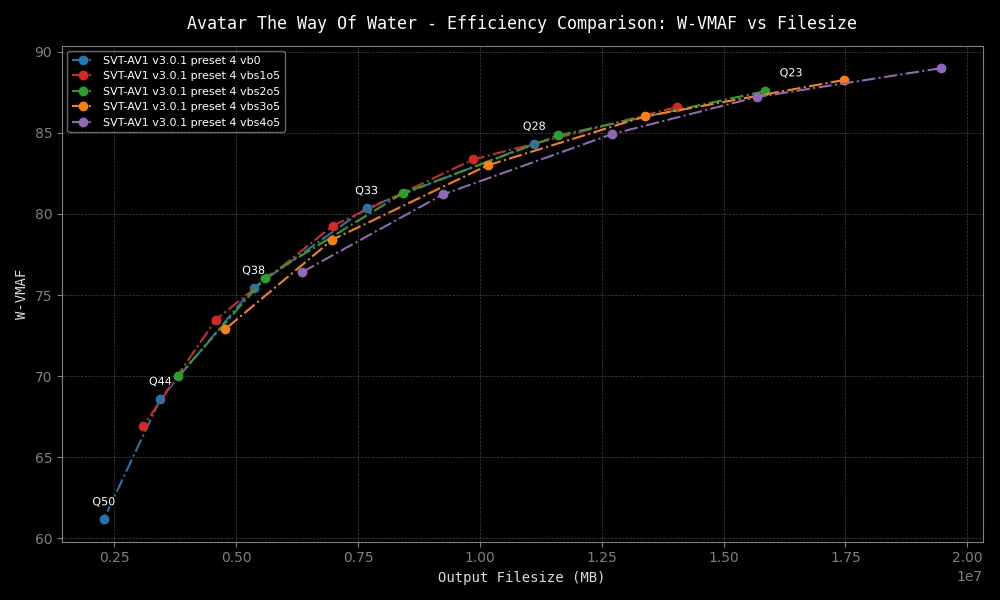 Avatar The Way Of Water - Efficiency Comparison: W-VMAF vs Filesize
90
SVT-AV1 v3.0.1 preset 4 vb0
SVT-AV1 v3.0.1 preset 4 vbs1o5
SVT-AV1 v3.0.1 preset 4 vbs2o5
SVT-AV1 v3.0.1 preset 4 vbs3o5
SVT-AV1 v3.0.1 preset 4 vbs4o5
Q23
Q28
85
Q33
80
Q38
75
Q44
70
65
Q50
60
W-VMAF
0.25 0.50 0.75 1.00 1.25 1.50 1.75 2.00
1e7
Output Filesize (MB)